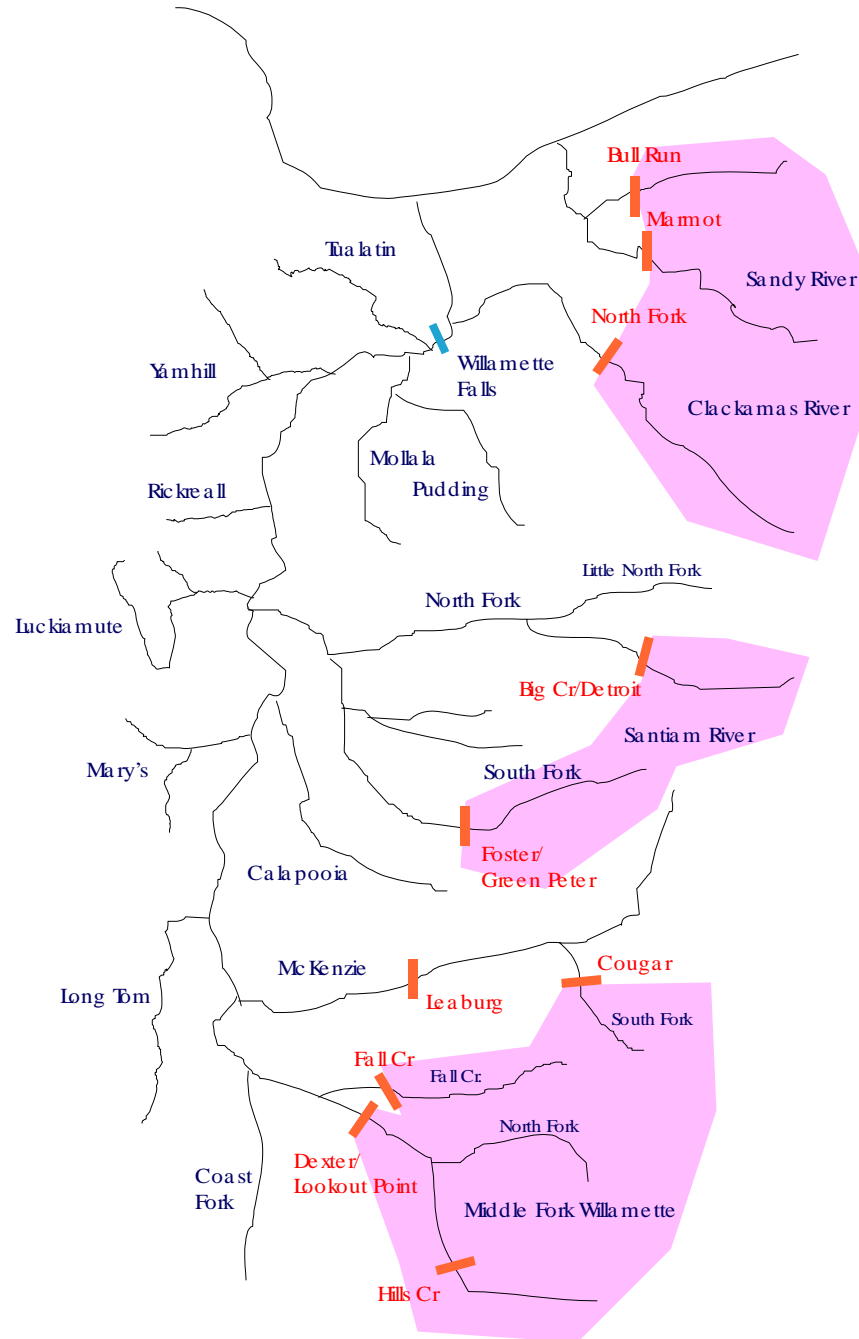 Bull Run
Marmot
Tualatin
Sandy River
North Fork
Willamette
Falls
Yamhill
Clackamas River
Mollala
Pudding
Rickreall
Little North Fork
North Fork
Luckiamute
Big Cr/Detroit
Santiam River
Mary's
South Fork
Foster/
Green Peter
Calapooia
McKenzie
Cougar
Long Tom
Leaburg
South Fork
Fall Cr
Fall Cr.
North Fork
Dexter/
Lookout Point
Coast
Fork
Middle Fork Willamette
Hills Cr